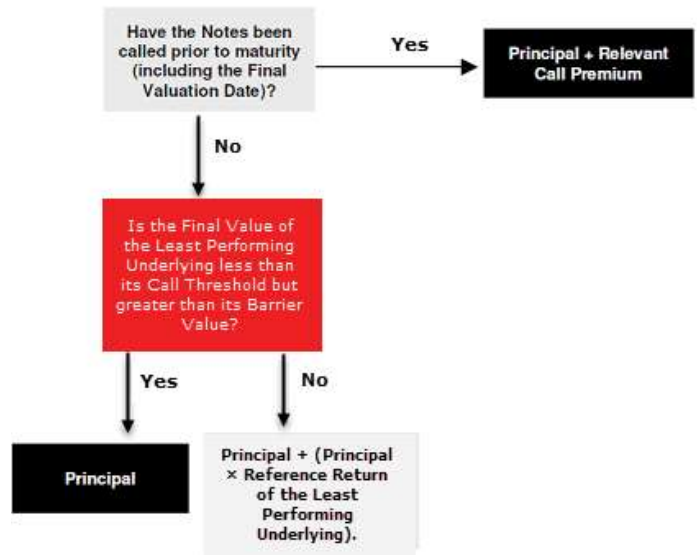 Have the Notes been
called prior to maturity
(including the Final
Valuation Date)?
Yes
Principal + Relevant
Call Premium
No
Is the Final Value of
the Least Performing
Underlying less than
its Call Threshold but
greater than its Barrier
Value?
Yes
No
Principal
Principal + (Principal
× Reference Return
of the Least
Performing
Underlying).